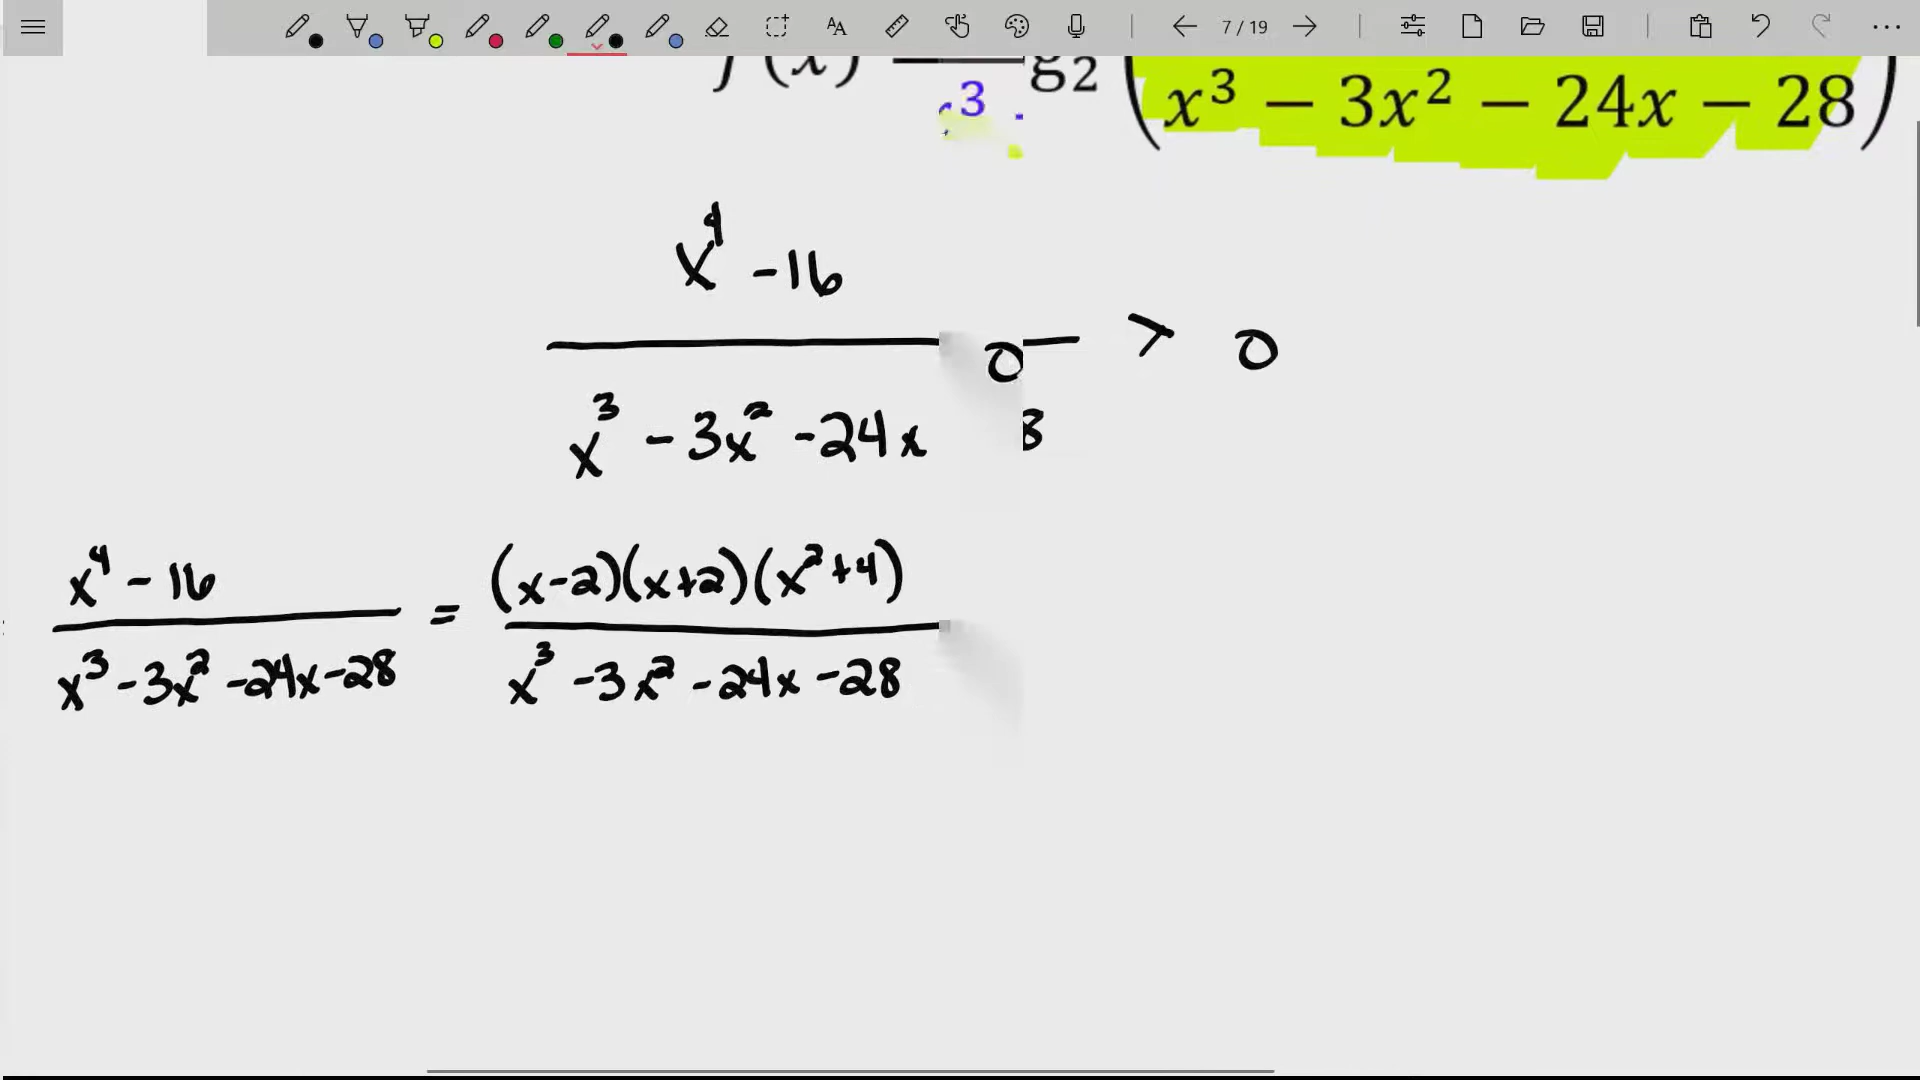 7 / 19
f(x) g₂ (x³ − 3x² − 24x − 28)
3
x⁴ - 16
0 > 0
x³ - 3x² - 24x 8
x⁴ - 16 = (x-2)(x+2)(x²+4)
x³ - 3x² - 24x - 28 x³ - 3x² - 24x - 28